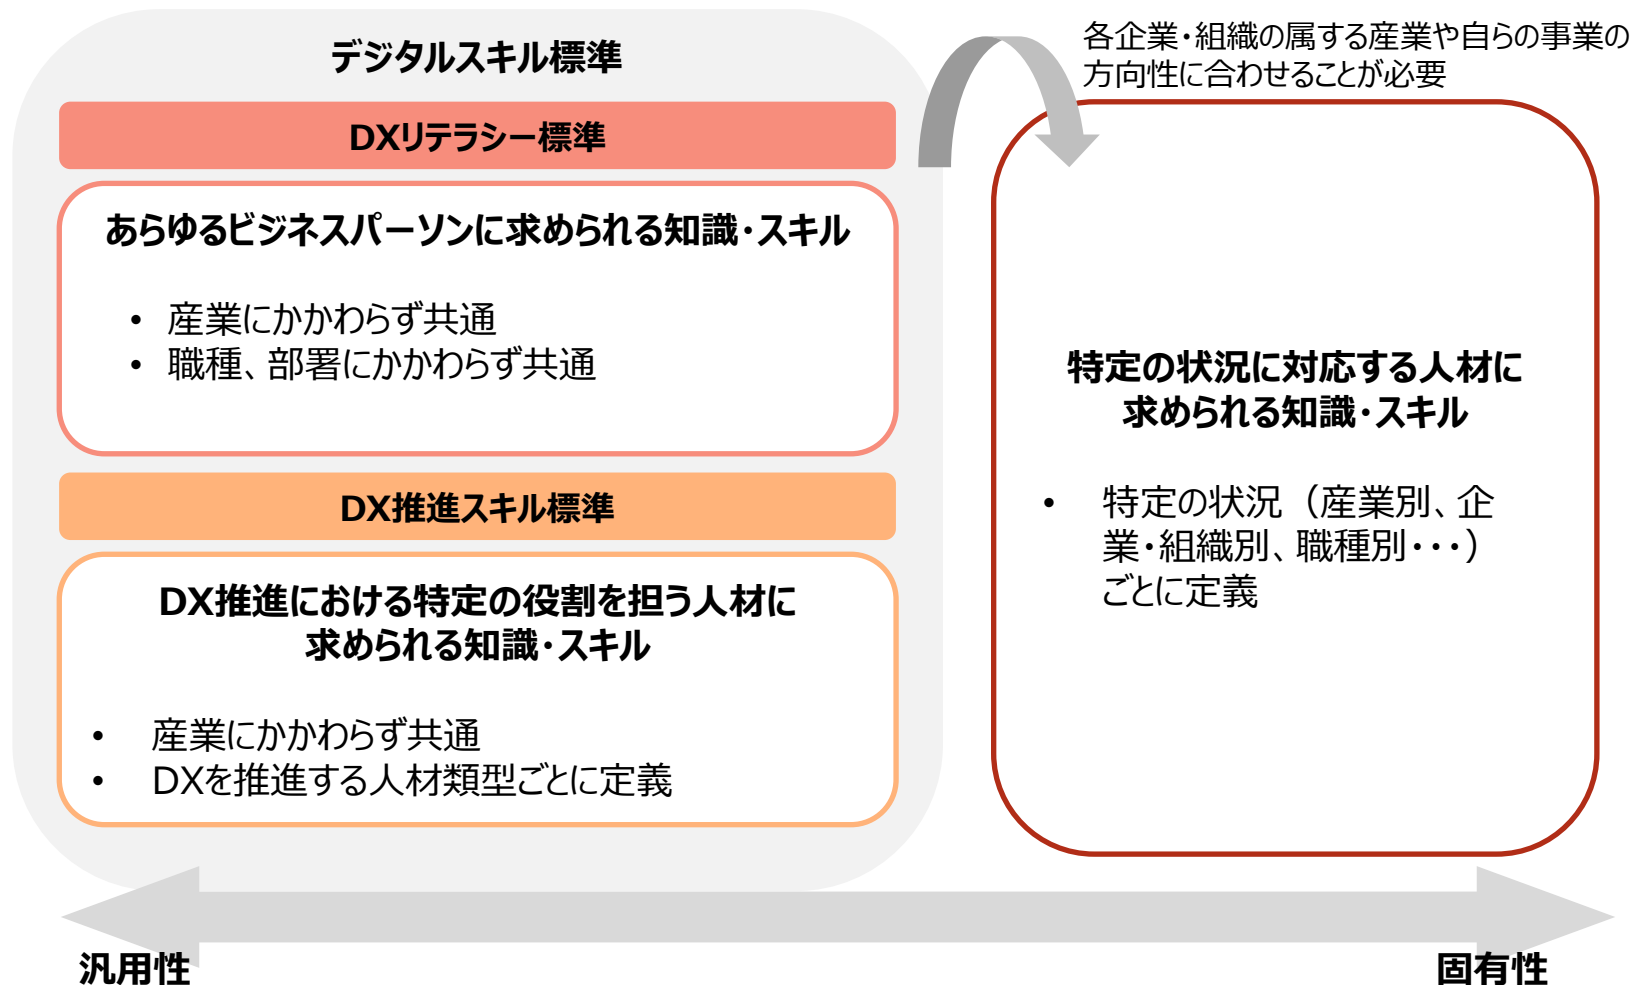 デジタルスキル標準
DXリテラシー標準
あらゆるビジネスパーソンに求められる知識・スキル
• 産業にかかわらず共通
• 職種、部署にかかわらず共通
DX推進スキル標準
DX推進における特定の役割を担う人材に
求められる知識・スキル
• 産業にかかわらず共通
• DXを推進する人材類型ごとに定義
各企業・組織の属する産業や自らの事業の
方向性に合わせることが必要
特定の状況に対応する人材に
求められる知識・スキル
• 特定の状況（産業別、企
業・組織別、職種別・・・）
ごとに定義
汎用性
固有性